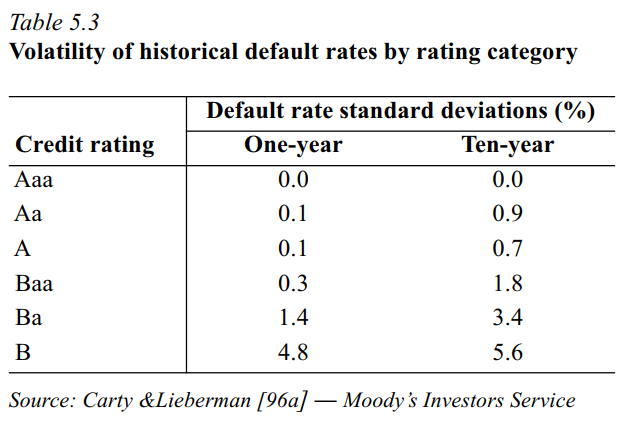 Table 5.3
Volatility of historical default rates by rating category
Default rate standard deviations (%)
Credit rating One-year Ten-year
Aaa 0.0 0.0
Aa 0.1 0.9
A 0.1 0.7
Baa 0.3 1.8
Ba 1.4 3.4
B 4.8 5.6
Source: Carty &Lieberman [96a] — Moody's Investors Service